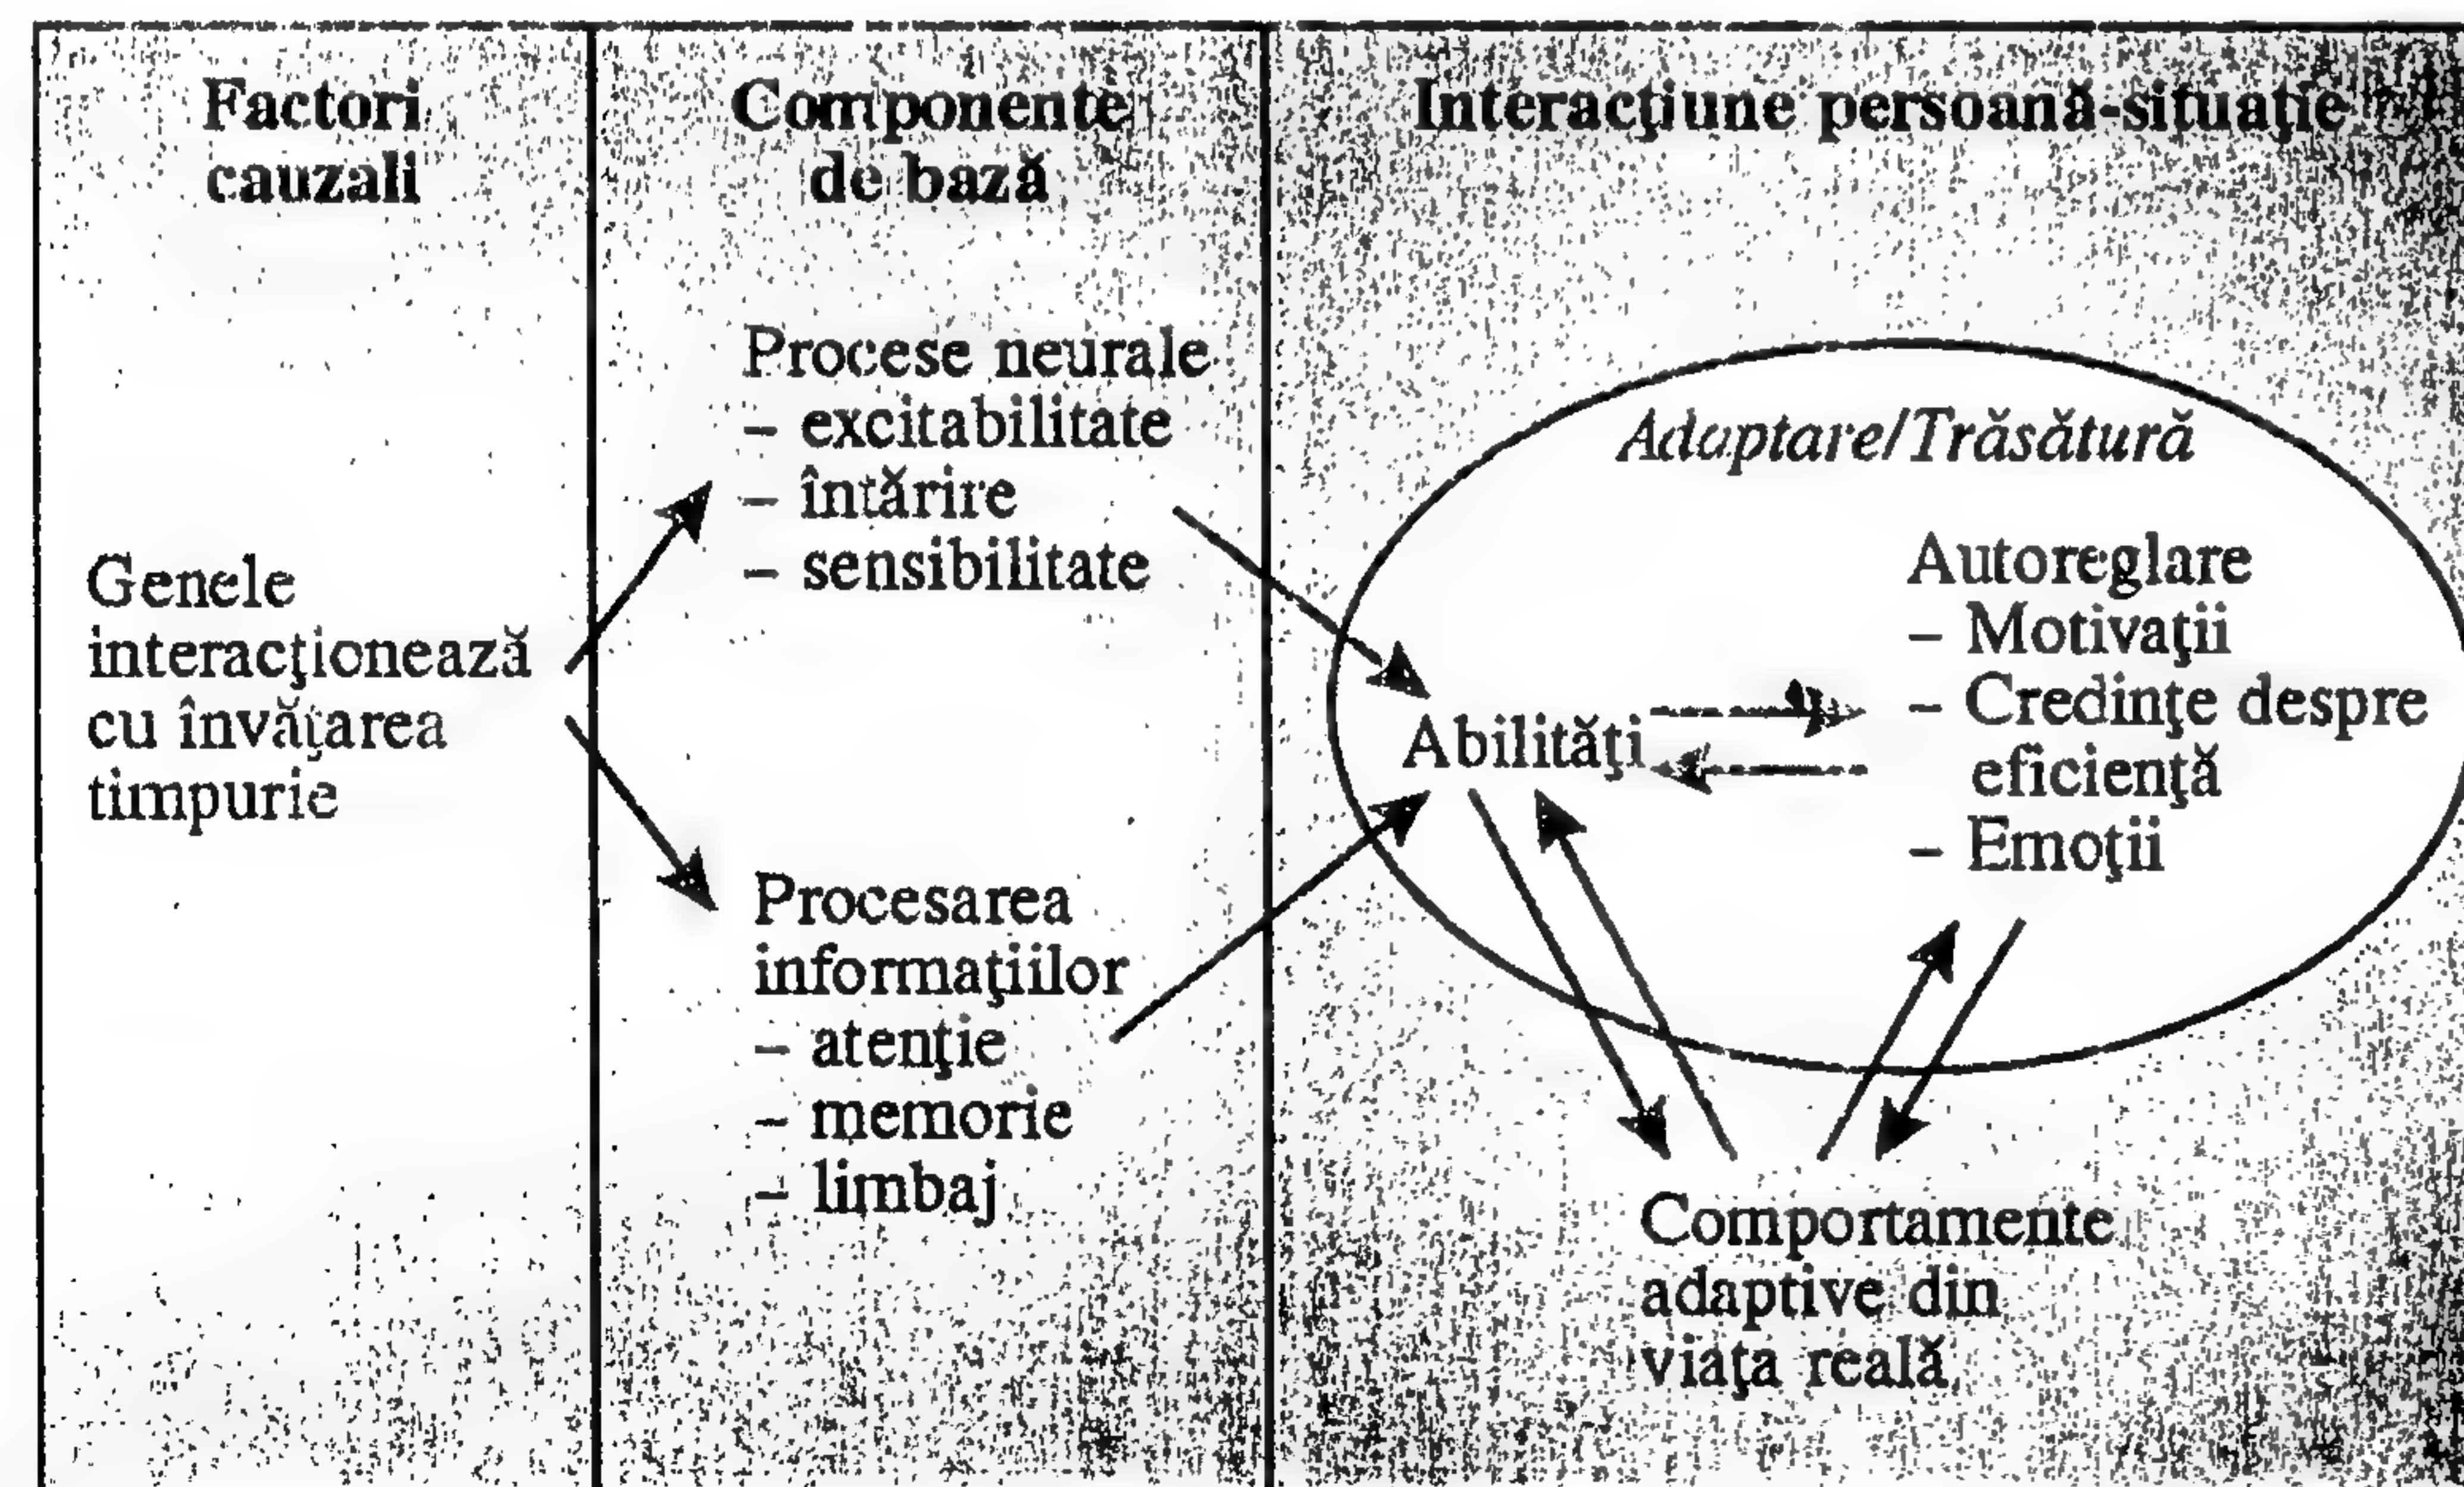 Factori
cauzali
Componente
de bază
Interacţiune persoană-situaţie
Genele
interacţionează
cu învăţarea
timpurie
Procese neurale
– excitabilitate
– întărire
– sensibilitate
Procesarea
informaţiilor
– atenţie
– memorie
– limbaj
Adaptare/Trăsătură
Abilităţi
Autoreglare
– Motivaţii
– Credinţe despre
eficienţă
– Emoţii
Comportamente
adaptive din
viaţa reală